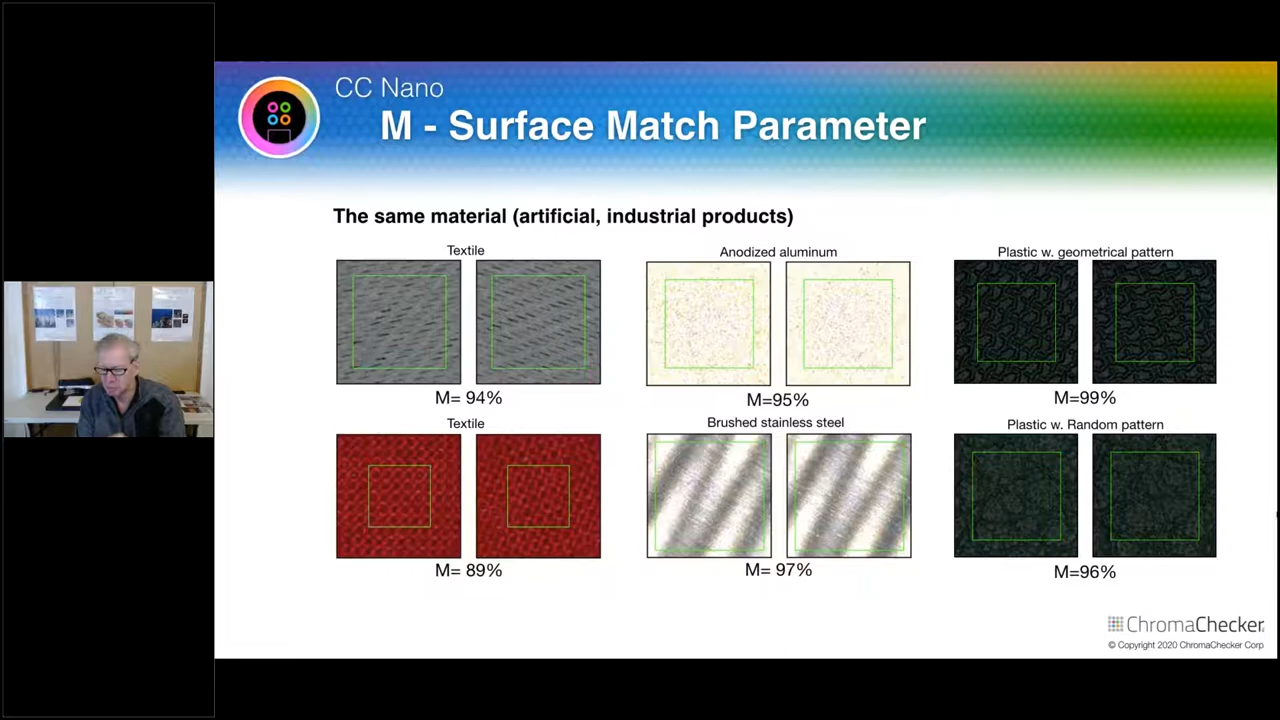 CC Nano
M - Surface Match Parameter
The same material (artificial, industrial products)
Textile
Anodized aluminum
Plastic w. geometrical pattern
M= 94%
M=95%
M=99%
Textile
Brushed stainless steel
Plastic w. Random pattern
M= 89%
M= 97%
M=96%
ChromaChecker
© Copyright 2020 ChromaChecker Corp